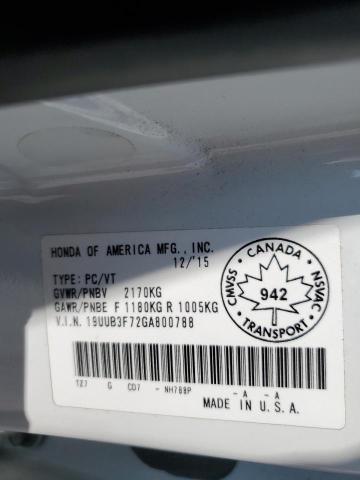 HONDA OF AMERICA MFG., INC.
12/'15
TYPE: PC/VT
GVWR/PNBV 2170KG
GAWR/PNBE F 1180KG R 1005KG
V.I.N. 19UUB3F72GA800788
TZ7 G CD7 - NH788P -A -A
MADE IN U.S.A.
CANADA
CMVSS
NSVAC
942
TRANSPORT